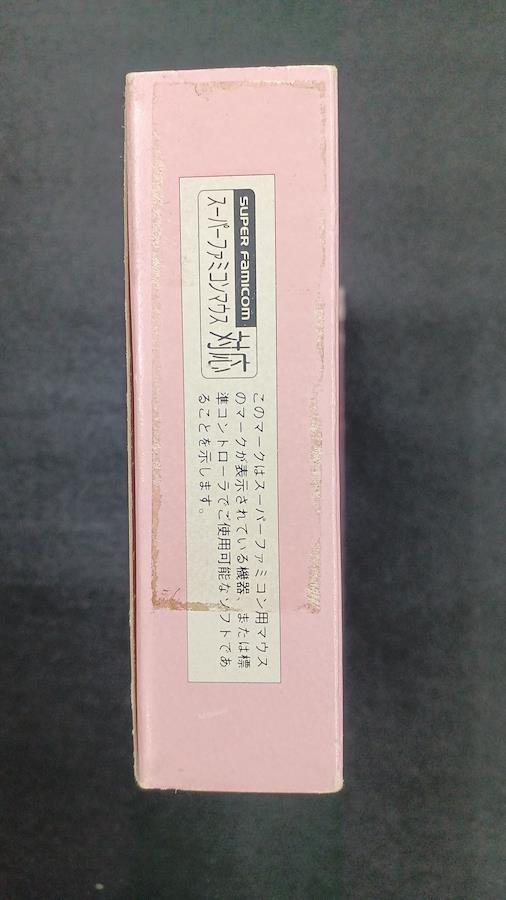 SUPER FAMICOM
スーパーファミコンマウス対応
このマークはスーパーファミコン用マウス
のマークが表示されている機器、または標
準コントローラでご使用可能なソフトであ
ることを示します。